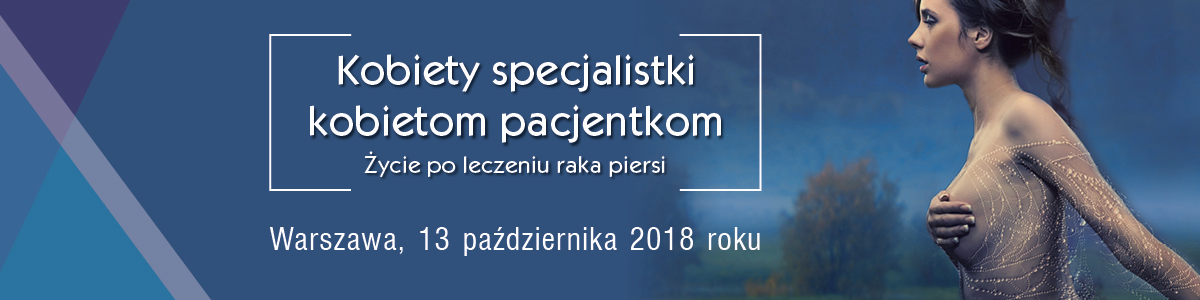 Kobiety specjalistki
kobietom pacjentkom
Życie po leczeniu raka piersi
Warszawa, 13 października 2018 roku